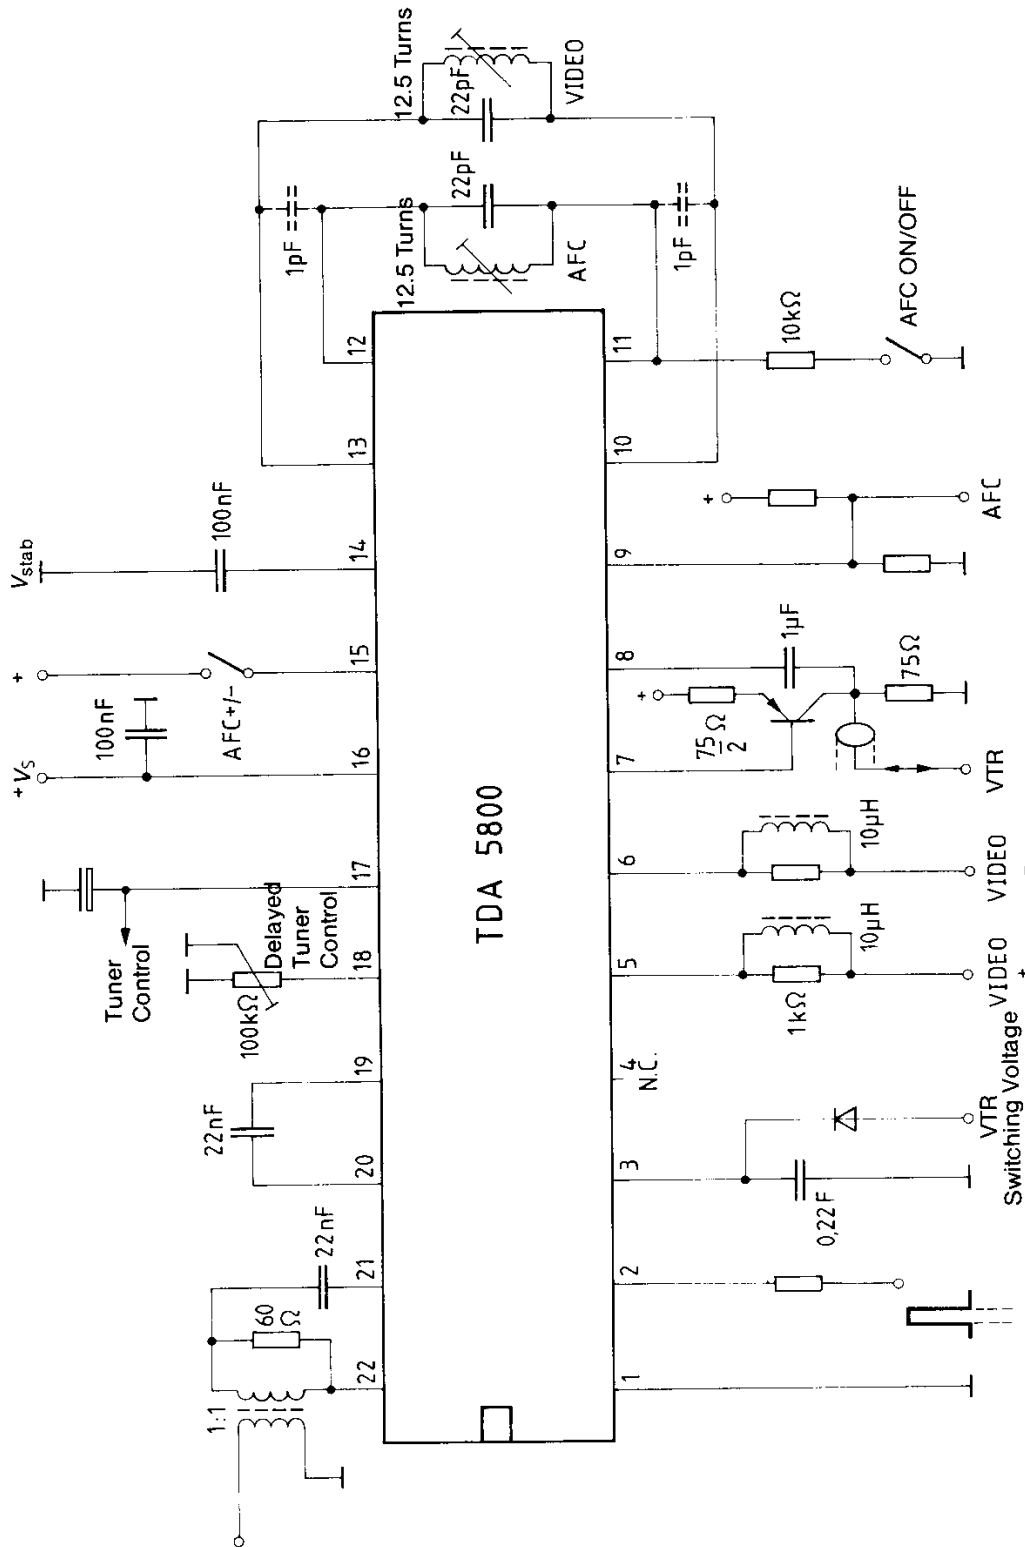 +VS
100nF
+
AFC+/-
Vstab
100nF
Tuner
Control
100kΩ
Delayed
Tuner
Control
22nF
22nF
60
Ω
1:1
22
21
20
19
18
17
16
15
14
13
12
TDA 5800
1
2
3
4
N.C.
5
6
7
8
9
10
11
1pF
12.5 Turns
22pF
AFC
1pF
12.5 Turns
22pF
VIDEO
0,22F
VTR
Switching Voltage
1kΩ
10µH
VIDEO
+
10µH
VIDEO
-
+
75
2
Ω
1µF
75Ω
VTR
+
AFC
10kΩ
AFC ON/OFF